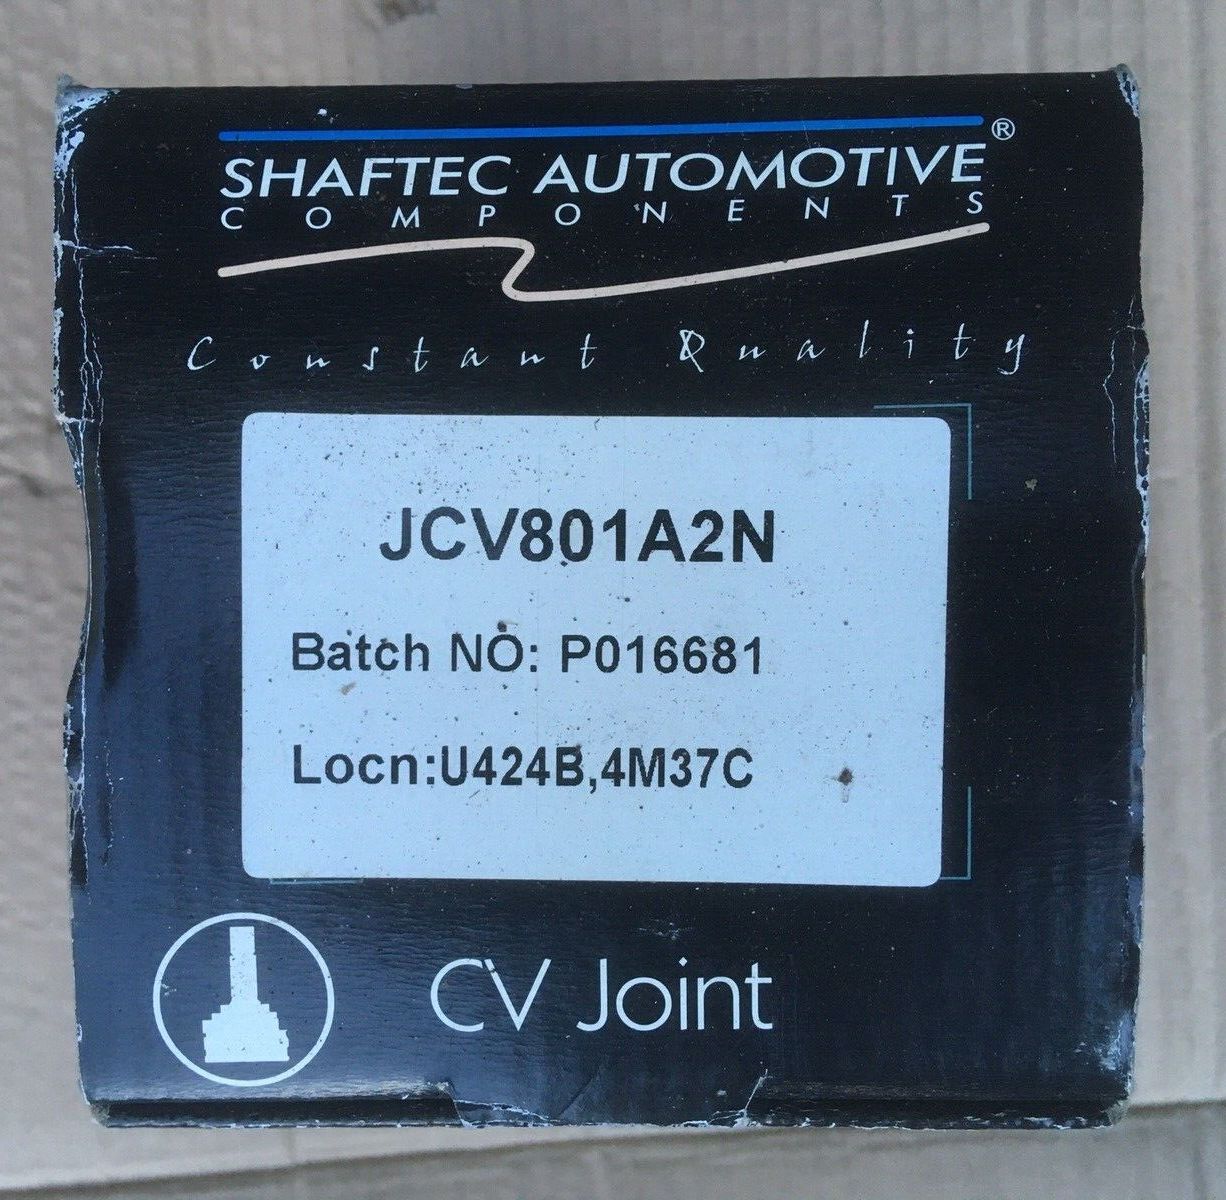 SHAFTEC AUTOMOTIVE®
COMPONENTS
Constant Quality
JCV801A2N
Batch NO: P016681
Locn:U424B,4M37C
CV Joint